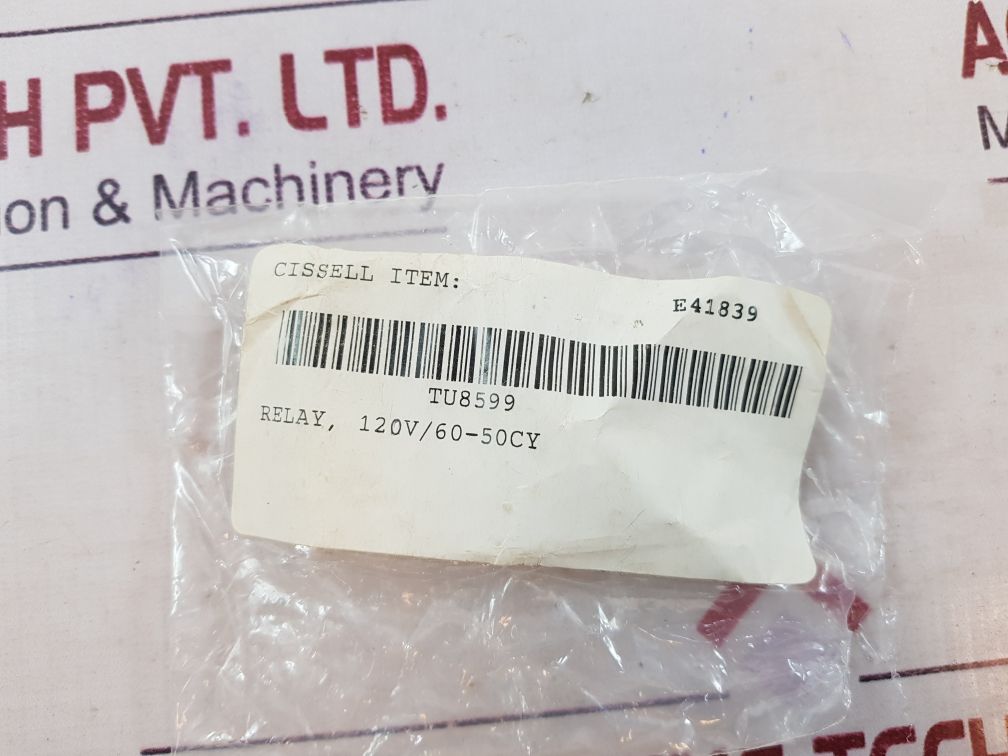 H PVT. LTD.
on & Machinery
CISSELL ITEM:
E41839
TU8599
RELAY, 120V/60-50CY